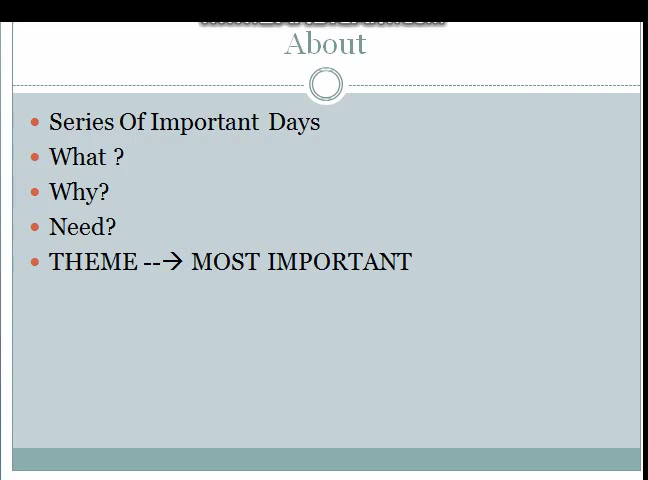 About
Series Of Important Days
What ?
Why?
Need?
THEME --→ MOST IMPORTANT